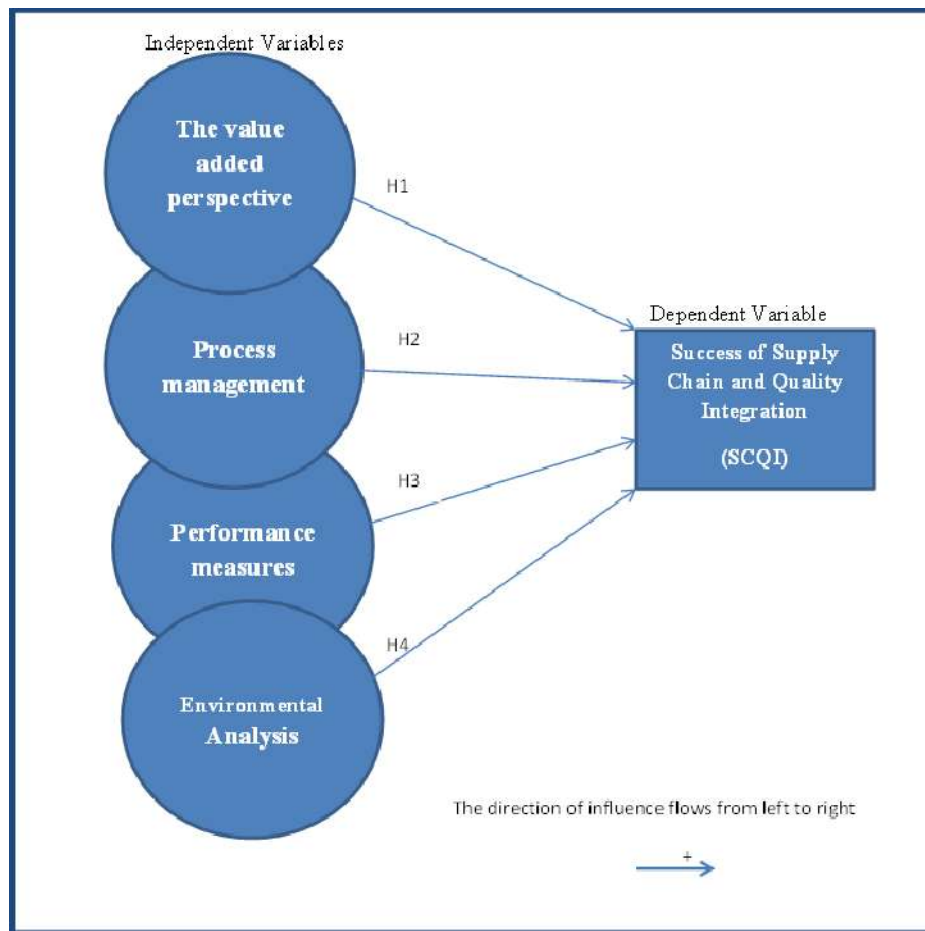 Independent Variables
The value
added
perspective
H1
Process
management
H2
Performance
measures
H3
Environmental
Analysis
H4
Dependent Variable
Success of Supply
Chain and Quality
Integration
(SCQI)
The direction of influence flows from left to right
+